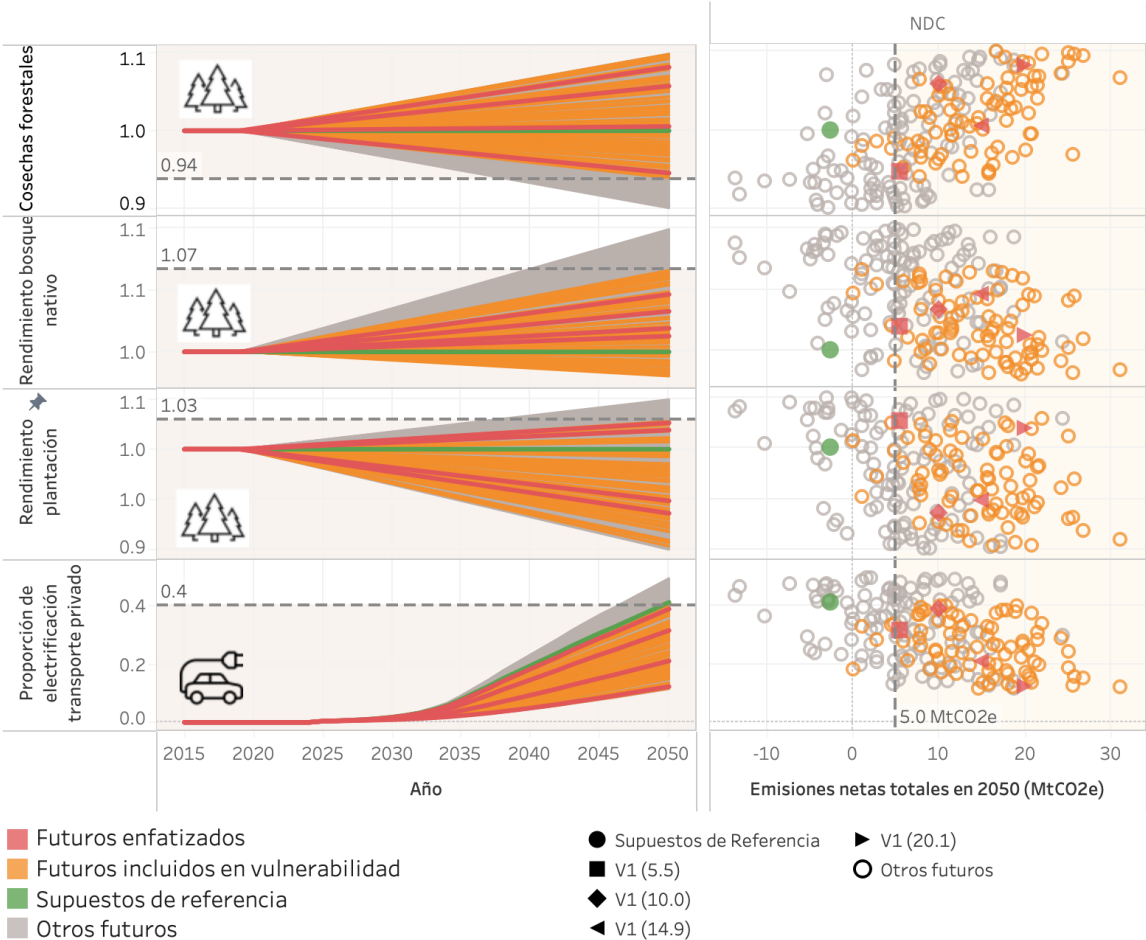 NDC
Cosechas forestales
1.1
1.0
0.94
0.9
Rendimiento bosque
nativo
1.1
1.07
1.1
1.0
Rendimiento
plantación
1.1
1.03
1.0
1.0
0.9
Proporción de
electrificación
transporte privado
0.4
0.4
0.2
0.0
5.0 MtCO2e
2015 2020 2025 2030 2035 2040 2045 2050
-10 0 10 20 30
Año
Emisiones netas totales en 2050 (MtCO2e)
Futuros enfatizados
Futuros incluidos en vulnerabilidad
Supuestos de referencia
Otros futuros
Supuestos de Referencia
V1 (5.5)
V1 (10.0)
V1 (14.9)
V1 (20.1)
Otros futuros